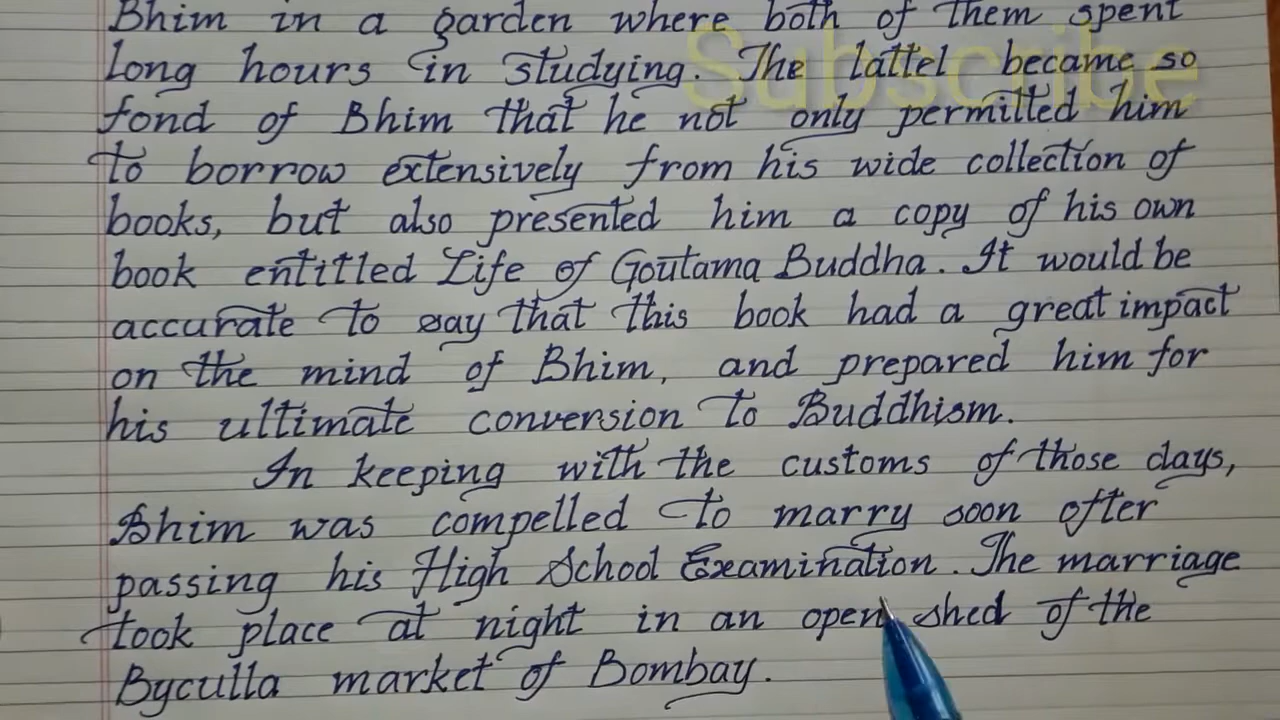 Bhim in a garden where both of them spent
long hours in studying. The lattel became so
fond of Bhim that he not only permitted him
to borrow extensively from his wide collection of
books, but also presented him a copy of his own
book entitled Life of Goutama Buddha. It would be
accurate to say that this book had a great impact
on the mind of Bhim, and prepared him for
his ultimate conversion to Buddhism.
In keeping with the customs of those days,
Bhim was compelled to marry soon ofter
passing his High School Examination. The marriage
took place at night in an open shed of the
Byculla market of Bombay.
Subscribe